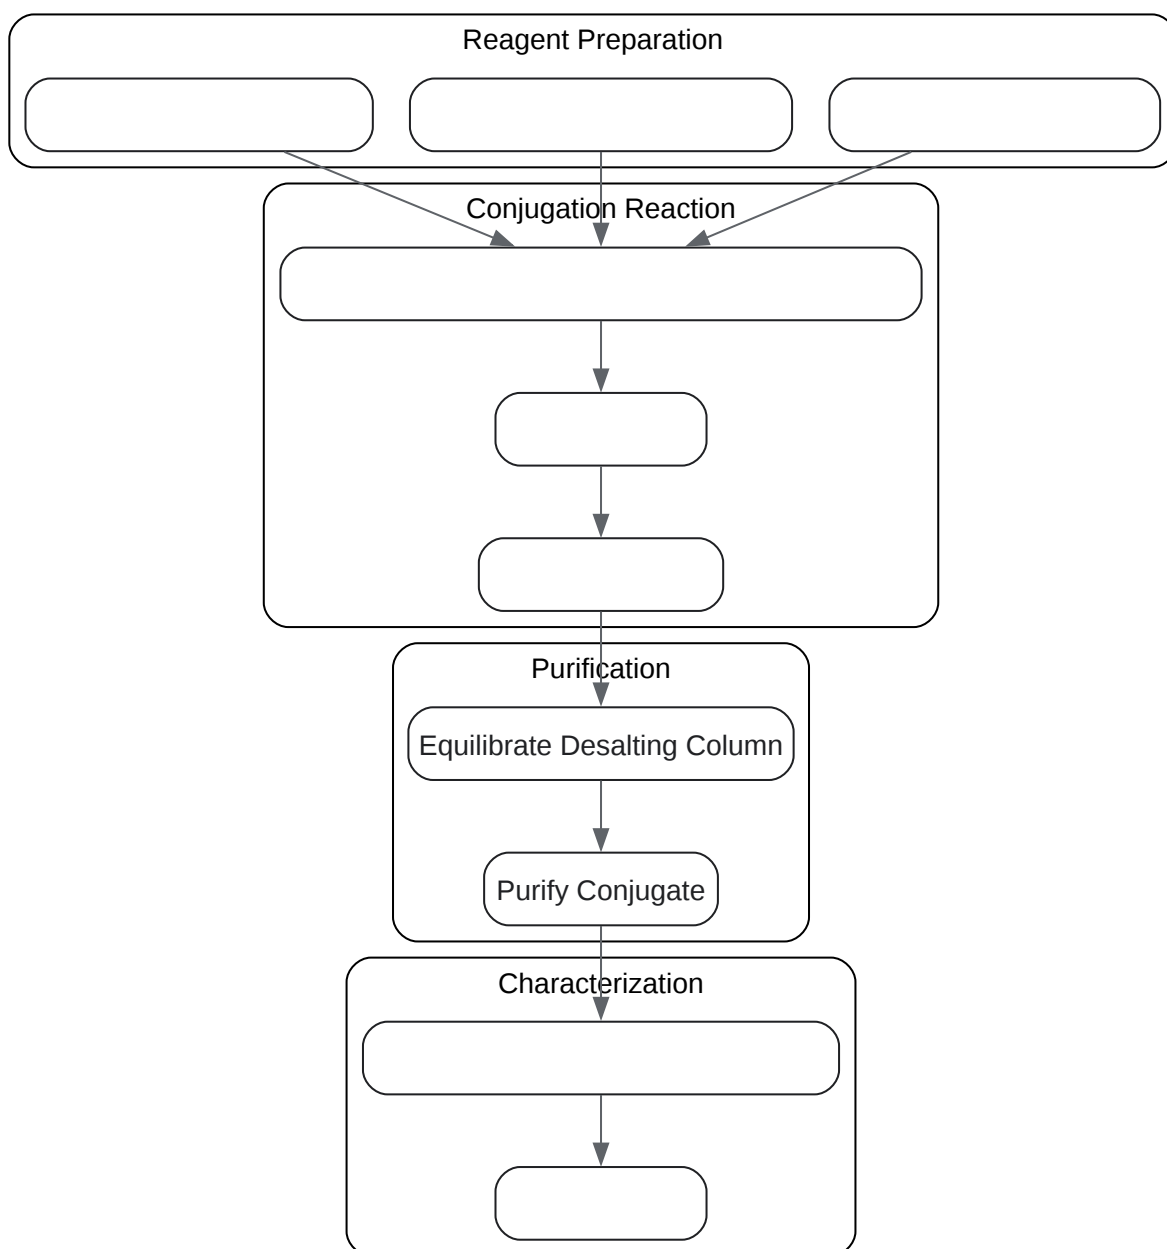 Reagent Preparation
Conjugation Reaction
Purification
Equilibrate Desalting Column
Purify Conjugate
Characterization